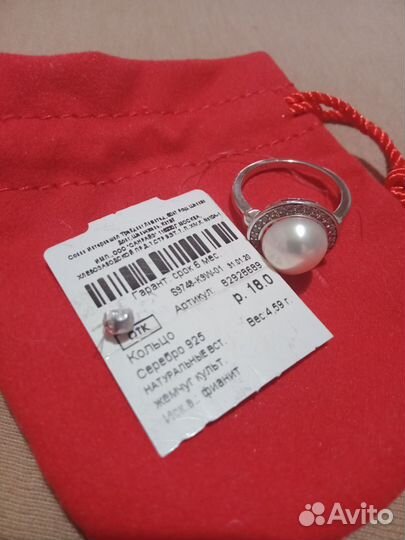 Гарант. срок 6 мес.
S9748-K9W-01 31.01.20
Артикул: 82928689
р. 18.0
Вес:4,59 г.
ОТК
Кольцо
Серебро 925
НАТУРАЛЬНЫЕ ВСТ.
жемчуг культ.
Иск.в.. фианит
Avito